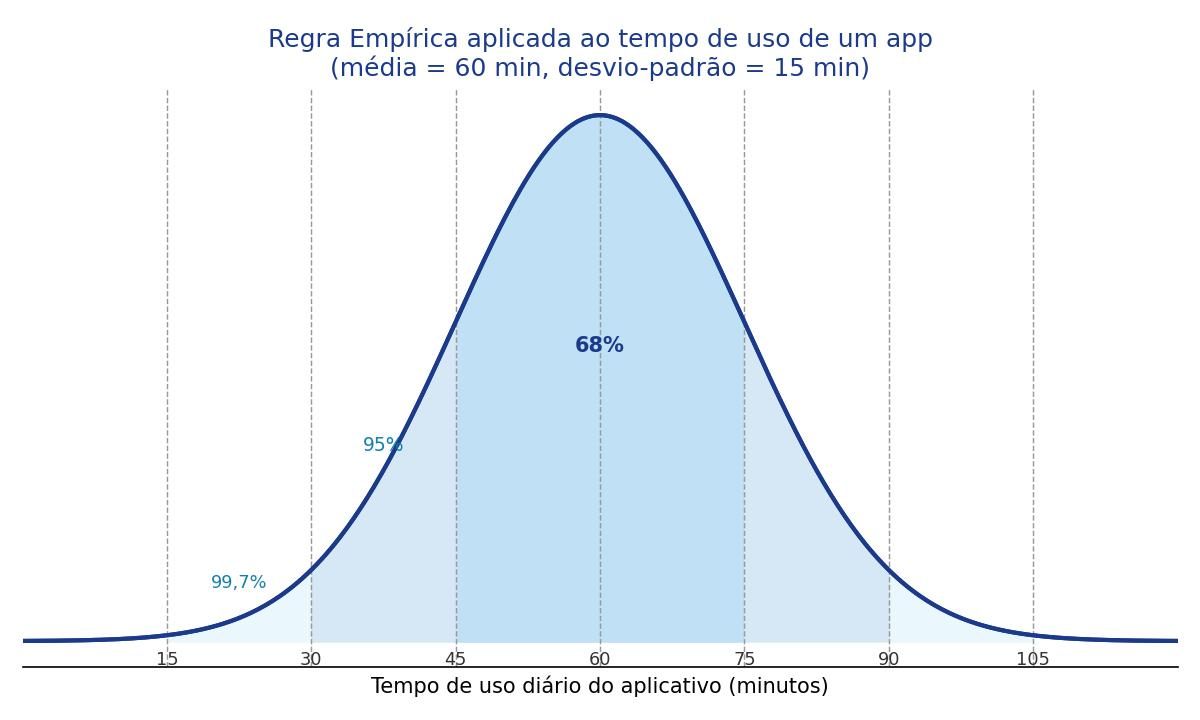 Regra Empírica aplicada ao tempo de uso de um app
(média = 60 min, desvio-padrão = 15 min)
68%
95%
99,7%
15 30 45 60 75 90 105
Tempo de uso diário do aplicativo (minutos)